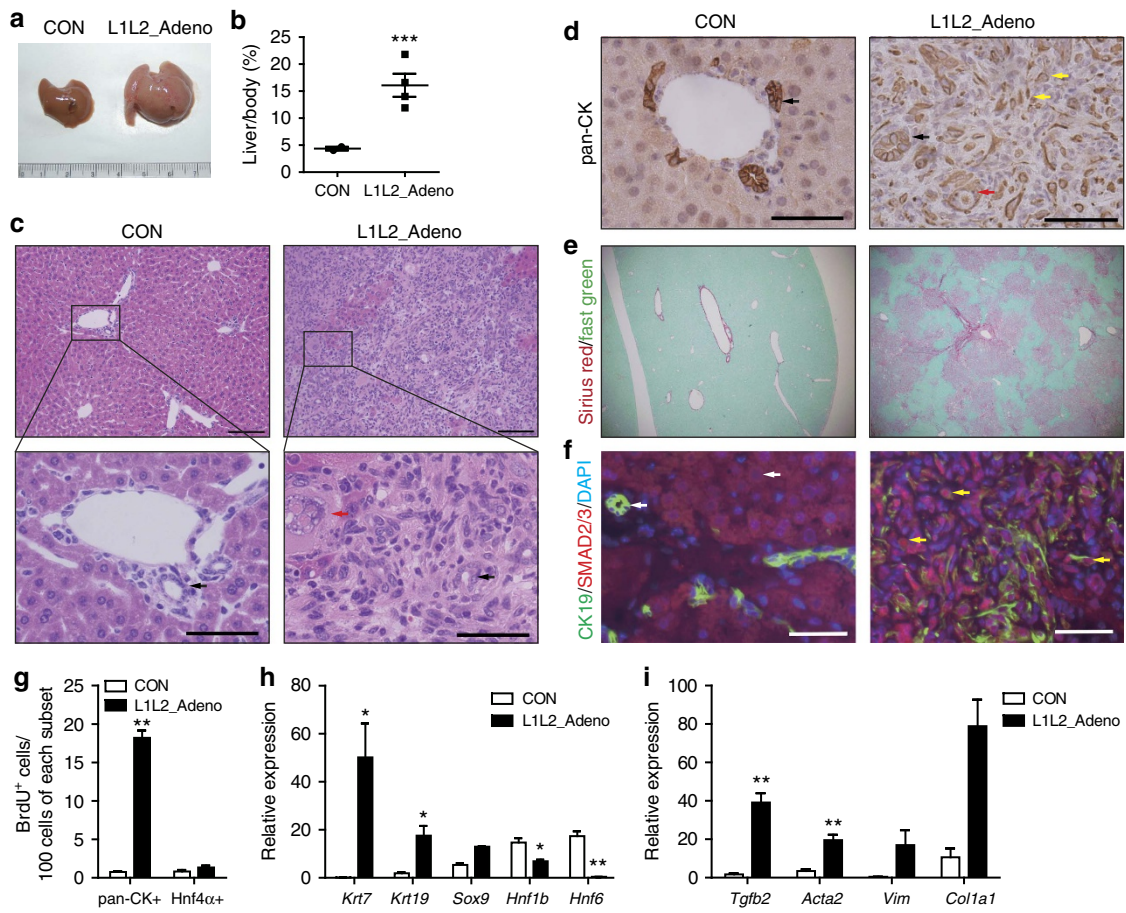 a
CON L1L2_Adeno
b
Liver/body (%)
25
20
15
10
5
0
***
CON
L1L2_Adeno
c
CON L1L2_Adeno
d
CON L1L2_Adeno
pan-CK
e
Sirius red/fast green
f
CK19/SMAD2/3/DAPI
g
BrdU+ cells/
100 cells of each subset
25
20
15
10
5
0
CON
L1L2_Adeno
**
pan-CK+ Hnf4α+
h
Relative expression
80
60
40
20
0
CON
L1L2_Adeno
*
*
*
**
Krt7 Krt19 Sox9 Hnf1b Hnf6
i
Relative expression
100
80
60
40
20
0
CON
L1L2_Adeno
**
**
Tgfb2 Acta2 Vim Col1a1